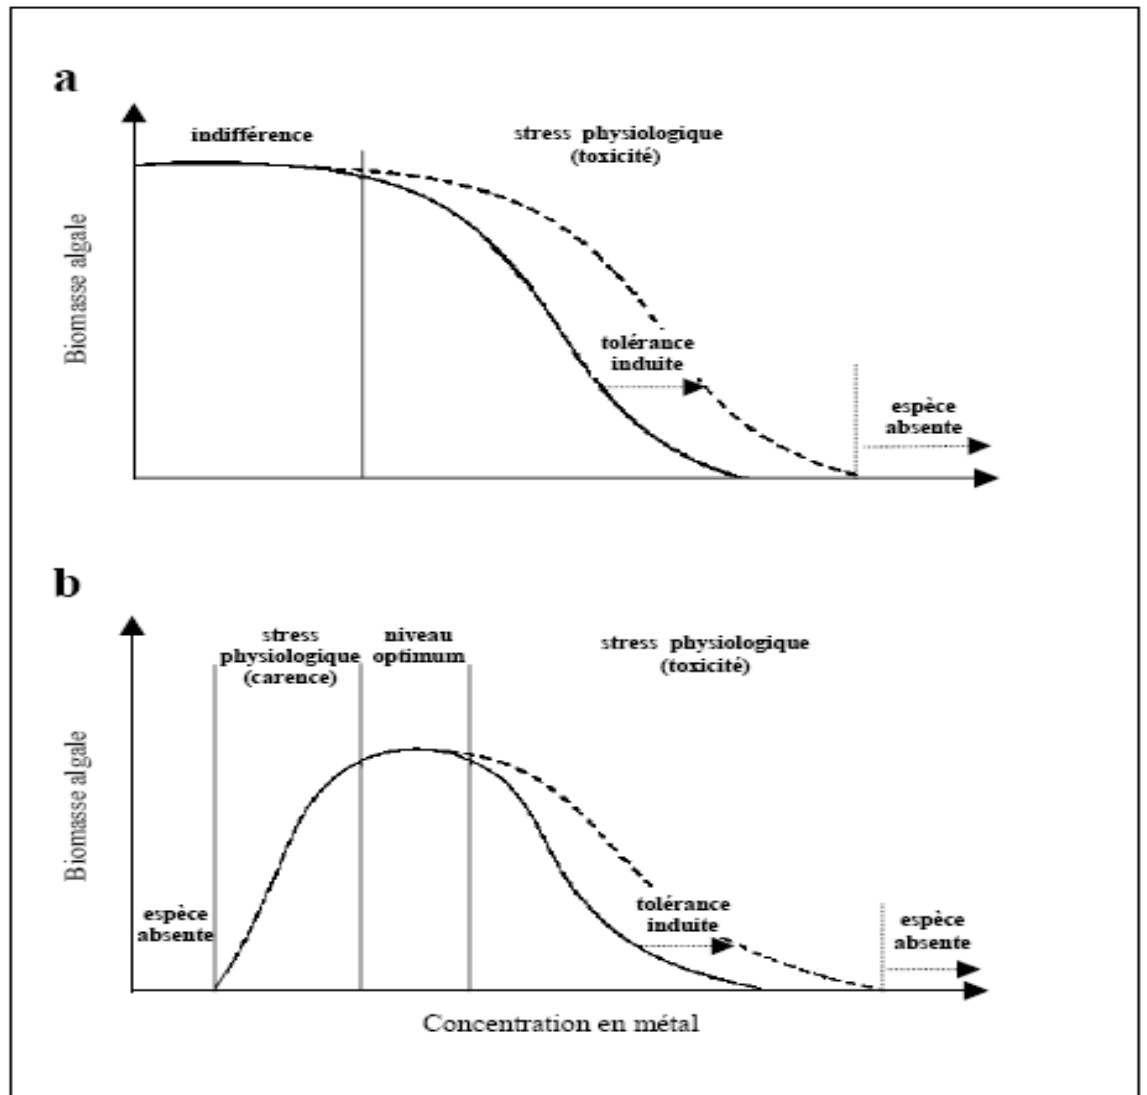 a
indifférence
stress physiologique
(toxicité)
Biomasse algale
tolérance
induite
espèce
absente
b
stress
physiologique
(carence)
niveau
optimum
stress physiologique
(toxicité)
Biomasse algale
espèce
absente
tolérance
induite
espèce
absente
Concentration en métal